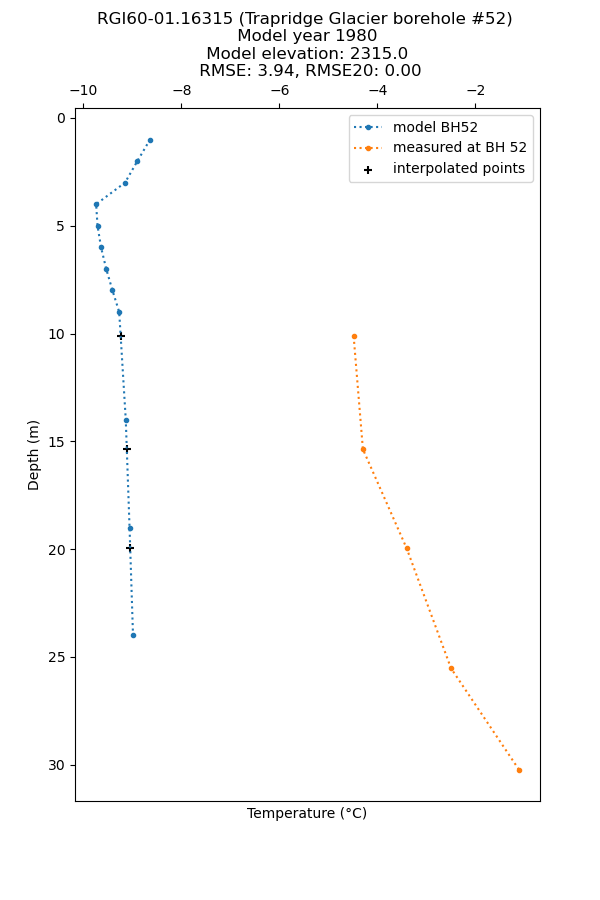 RGI60-01.16315 (Trapridge Glacier borehole #52)
Model year 1980
Model elevation: 2315.0
RMSE: 3.94, RMSE20: 0.00
−10 −8 −6 −4 −2
model BH52
measured at BH 52
interpolated points
0
5
10
15
20
25
30
Depth (m)
Temperature (°C)